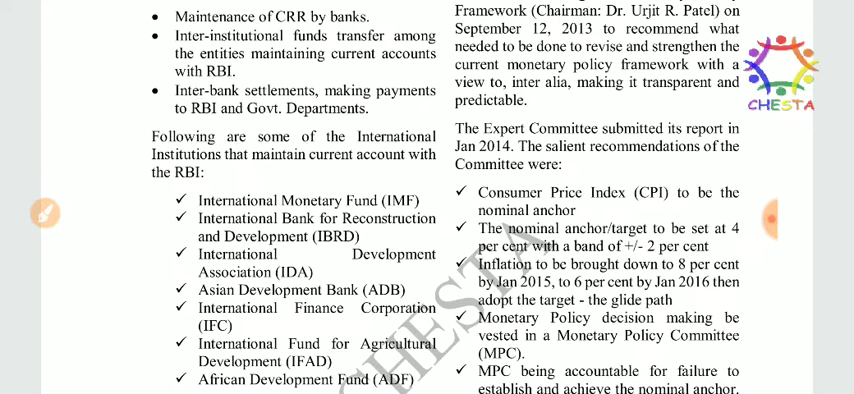 • Maintenance of CRR by banks.
• Inter-institutional funds transfer among
the entities maintaining current accounts
with RBI.
• Inter-bank settlements, making payments
to RBI and Govt. Departments.
Following are some of the International
Institutions that maintain current account with
the RBI:
✓ International Monetary Fund (IMF)
✓ International Bank for Reconstruction
and Development (IBRD)
✓ International Development
Association (IDA)
✓ Asian Development Bank (ADB)
✓ International Finance Corporation
(IFC)
✓ International Fund for Agricultural
Development (IFAD)
✓ African Development Fund (ADF)
Framework (Chairman: Dr. Urjit R. Patel) on
September 12, 2013 to recommend what
needed to be done to revise and strengthen the
current monetary policy framework with a
view to, inter alia, making it transparent and
predictable.
The Expert Committee submitted its report in
Jan 2014. The salient recommendations of the
Committee were:
✓ Consumer Price Index (CPI) to be the
nominal anchor
✓ The nominal anchor/target to be set at 4
per cent with a band of +/- 2 per cent
✓ Inflation to be brought down to 8 per cent
by Jan 2015, to 6 per cent by Jan 2016 then
adopt the target - the glide path
✓ Monetary Policy decision making be
vested in a Monetary Policy Committee
(MPC).
✓ MPC being accountable for failure to
establish and achieve the nominal anchor.
CHESTA
CHESTA